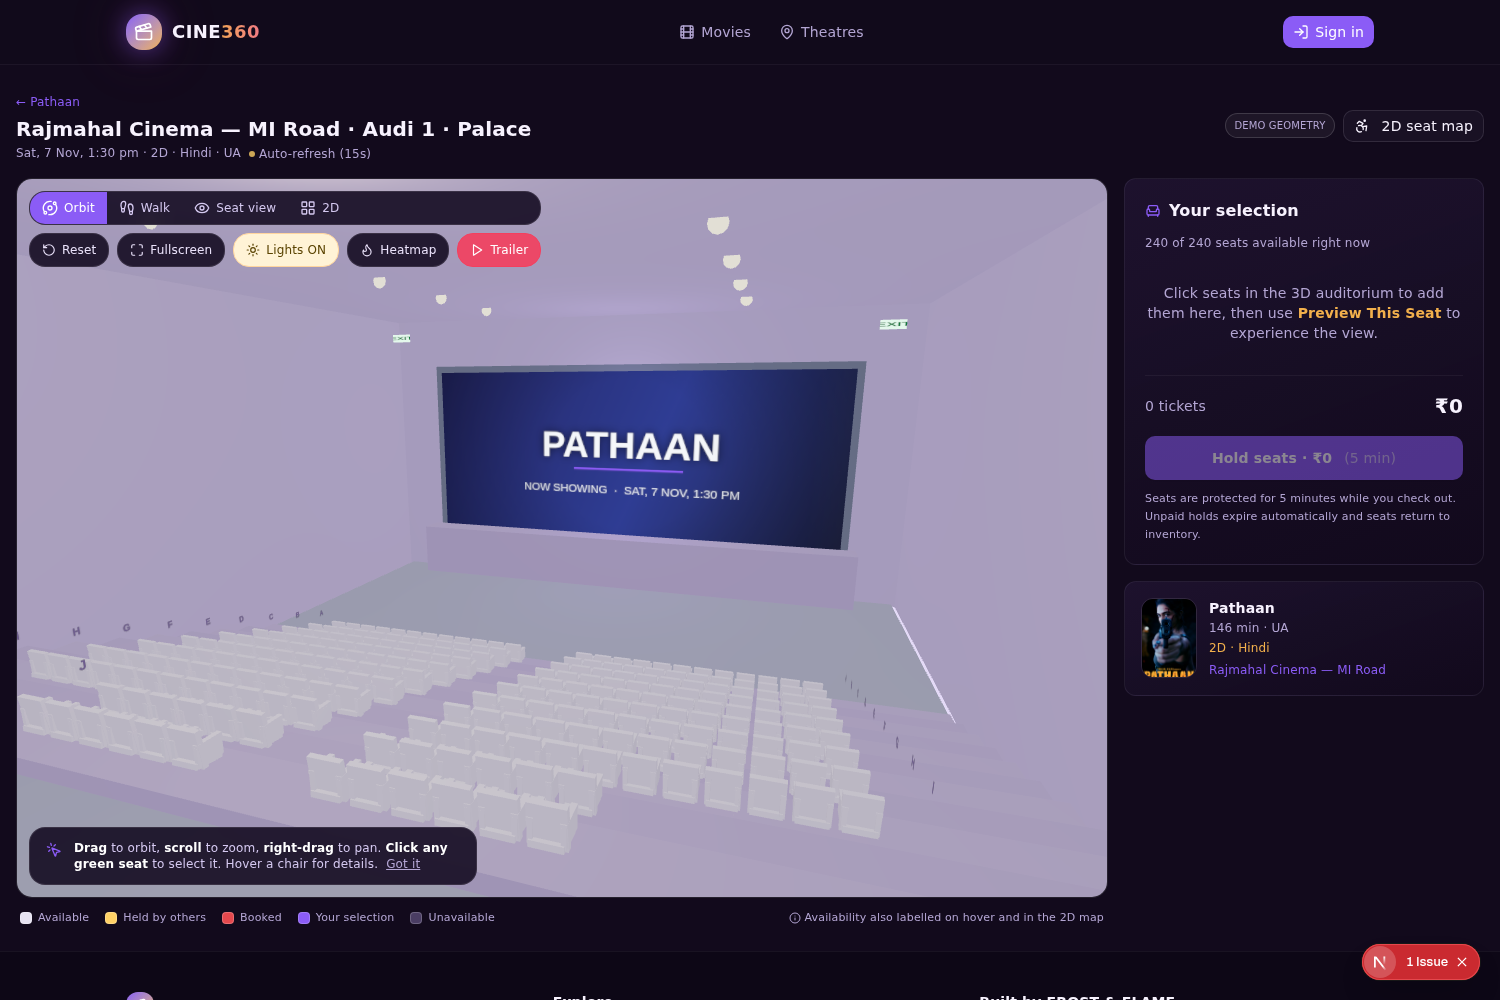 CINE360
Movies
Theatres
Sign in
← Pathaan
Rajmahal Cinema — MI Road · Audi 1 · Palace
Sat, 7 Nov, 1:30 pm · 2D · Hindi · UA
Auto-refresh (15s)
DEMO GEOMETRY
2D seat map
Orbit
Walk
Seat view
2D
Reset
Fullscreen
Lights ON
Heatmap
Trailer
EXIT
EXIT
PATHAAN
NOW SHOWING · SAT, 7 NOV, 1:30 PM
H G F E D C B A
J
Drag to orbit, scroll to zoom, right-drag to pan. Click any
green seat to select it. Hover a chair for details. Got it
Available
Held by others
Booked
Your selection
Unavailable
Availability also labelled on hover and in the 2D map
Your selection
240 of 240 seats available right now
Click seats in the 3D auditorium to add
them here, then use Preview This Seat to
experience the view.
0 tickets
₹0
Hold seats · ₹0 (5 min)
Seats are protected for 5 minutes while you check out.
Unpaid holds expire automatically and seats return to
inventory.
PATHAAN
Pathaan
146 min · UA
2D · Hindi
Rajmahal Cinema — MI Road
N
1 Issue